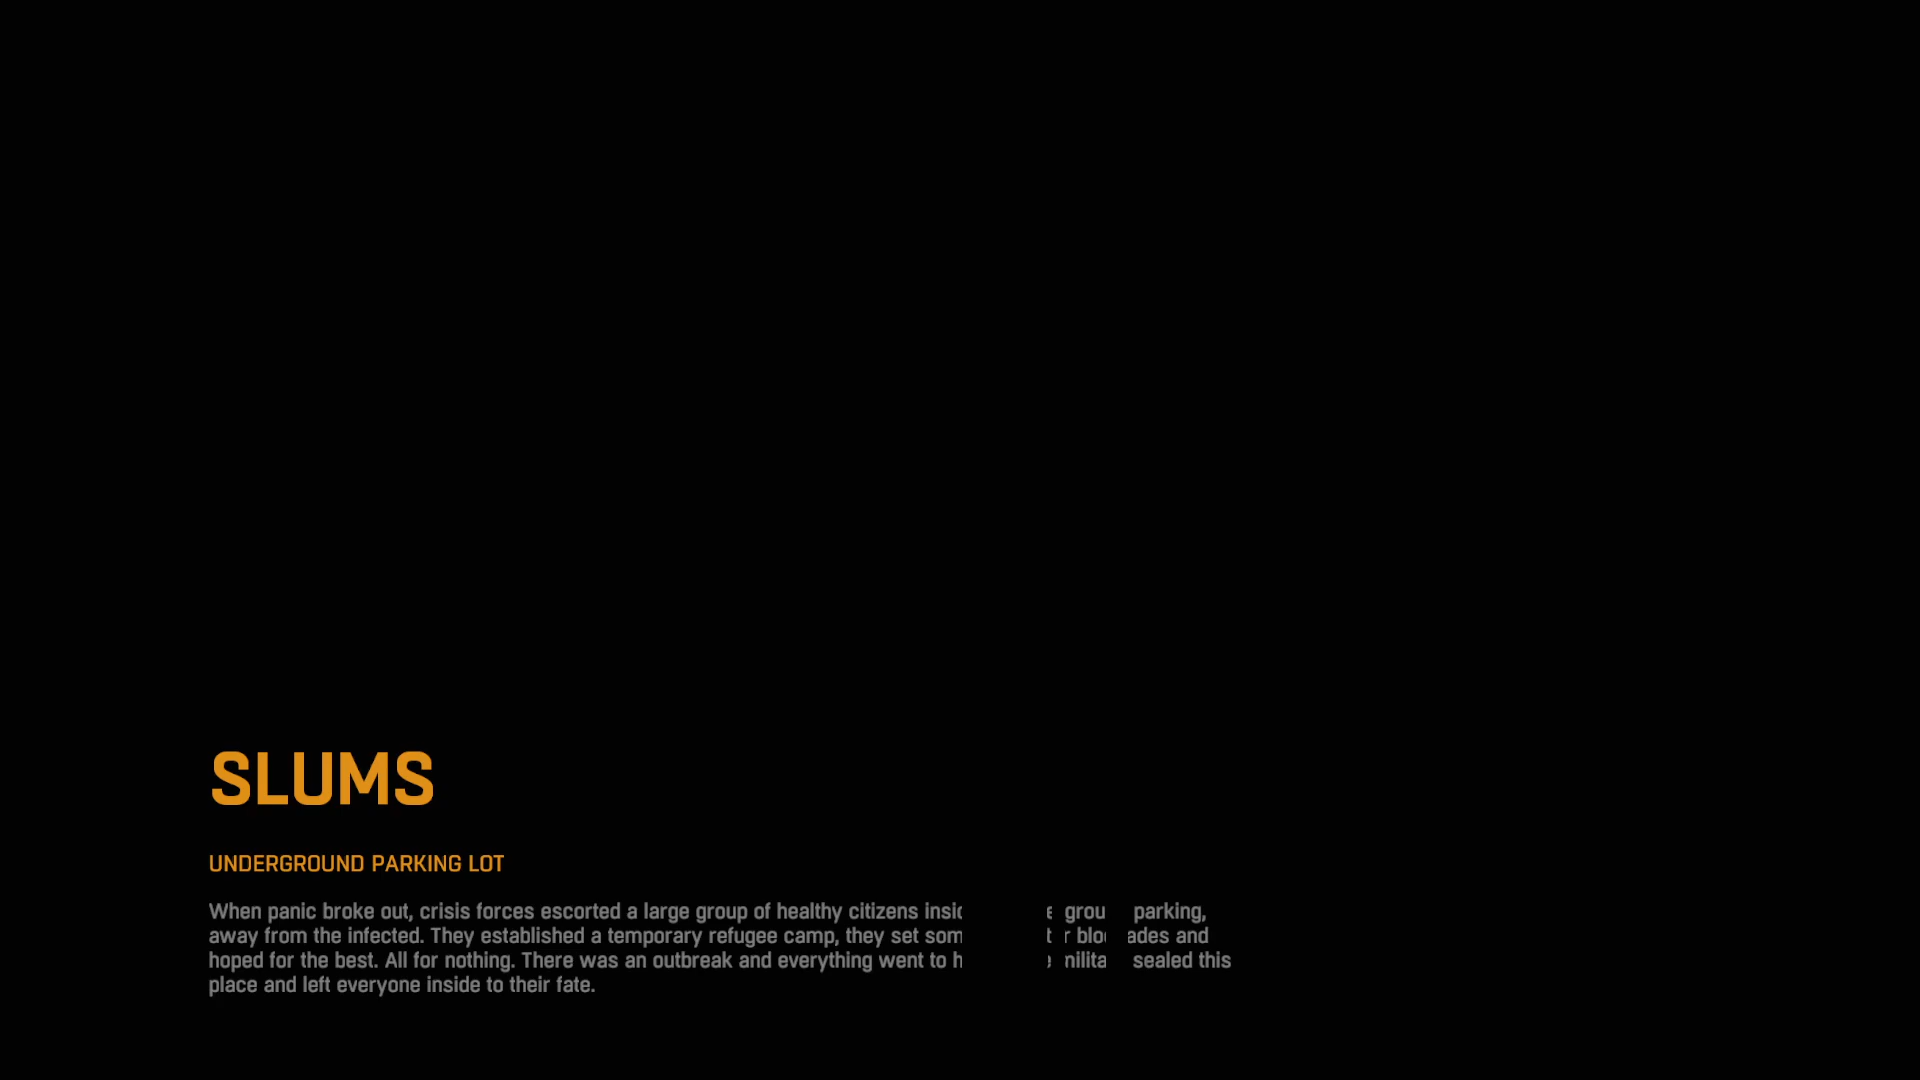 SLUMS
UNDERGROUND PARKING LOT
When panic broke out, crisis forces escorted a large group of healthy citizens parking,
away from the infected. They established a temporary refugee camp, they set and
hoped for the best. All for nothing. There was an outbreak and everything went to sealed this
place and left everyone inside to their fate.